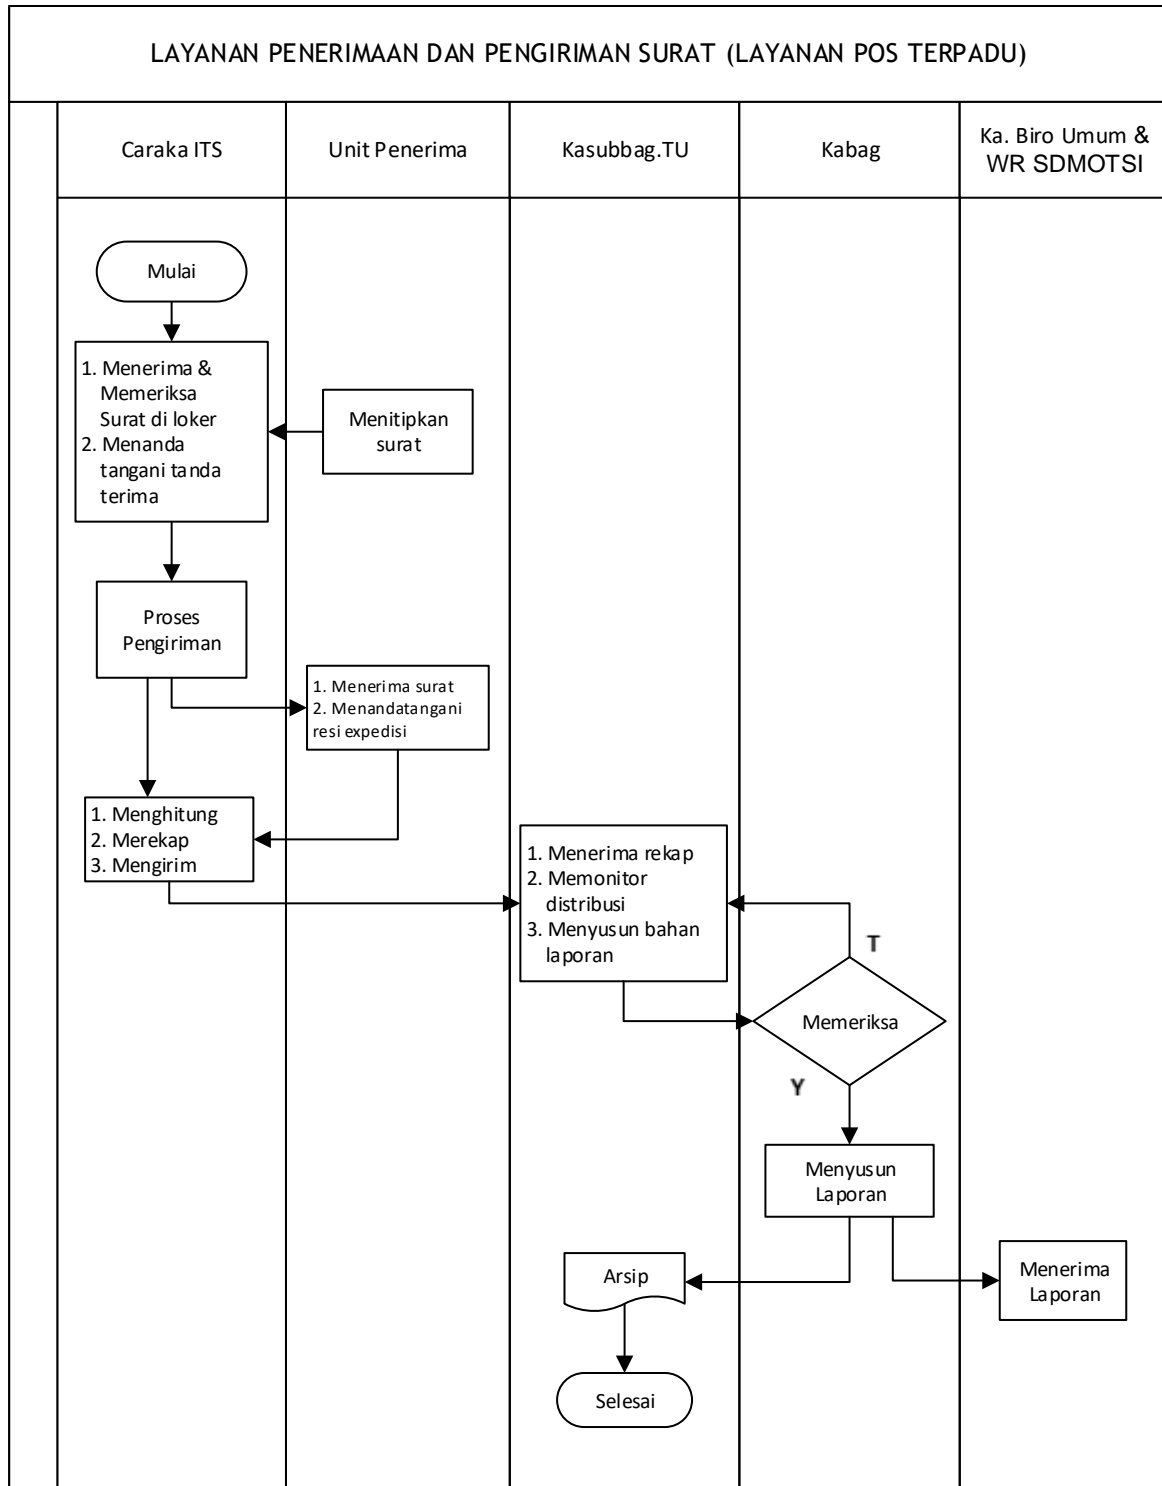 LAYANAN PENERIMAAN DAN PENGIRIMAN SURAT (LAYANAN POS TERPADU)
Caraka ITS
Unit Penerima
Kasubbag.TU
Kabag
Ka. Biro Umum &
WR SDMOTSI
Mulai
1. Menerima &
Memeriksa
Surat di loker
2. Menanda
tangani tanda
terima
Menitipkan
surat
Proses
Pengiriman
1. Menerima surat
2. Menandatangani
resi expedisi
1. Menghitung
2. Merekap
3. Mengirim
1. Menerima rekap
2. Memonitor
distribusi
3. Menyusun bahan
laporan
T
Memeriksa
Y
Menyusun
Laporan
Arsip
Menerima
Laporan
Selesai